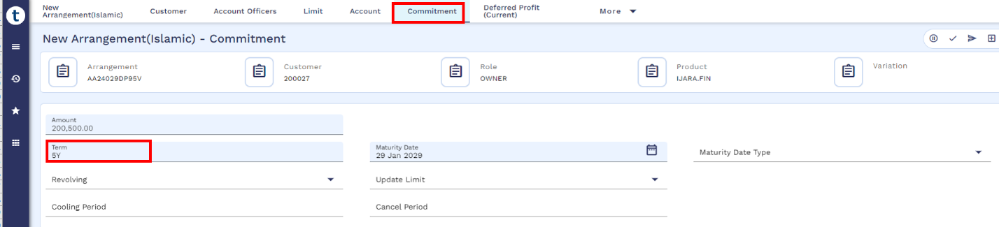 t
New
Arrangement(Islamic)
Customer
Account Officers
Limit
Account
Commitment
Deferred Profit
(Current)
More
New Arrangement(Islamic) - Commitment
Arrangement
AA24029DP95V
Customer
200027
Role
OWNER
Product
IJARA.FIN
Variation
Amount
200,500.00
Term
5Y
Maturity Date
29 Jan 2029
Maturity Date Type
Revolving
Update Limit
Cooling Period
Cancel Period